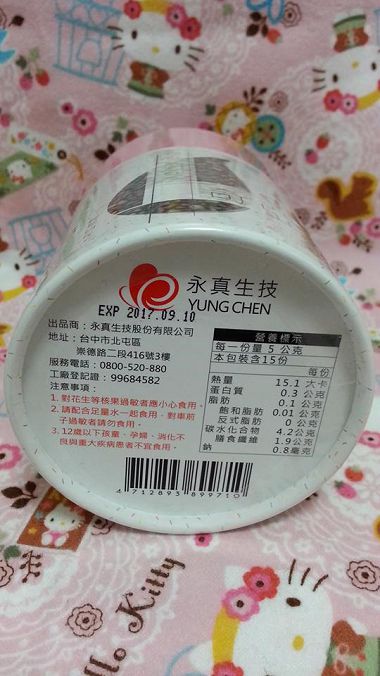 永真生技
YUNG CHEN
EXP 2017.09.10
出品商：永真生技股份有限公司
地址：台中市北屯區
崇德路二段416號3樓
服務電話：0800-520-880
工廠登記證：99684582
注意事項：
1. 對花生等核果過敏者應小心食用。
2. 請配合足量水一起食用，對車前
子過敏者請勿食用。
3. 12歲以下孩童、孕婦、消化不
良與重大疾病患者不宜食用。
營養標示
每一份量 5 公克
本包裝含15份
每份
熱量 15.1 大卡
蛋白質 0.3 公克
脂肪 0.1 公克
飽和脂肪 0.01 公克
反式脂肪 0 公克
碳水化合物 4.2公克
膳食纖維 1.9公克
鈉 0.8毫克
4 712893 899710
Hello Kitty